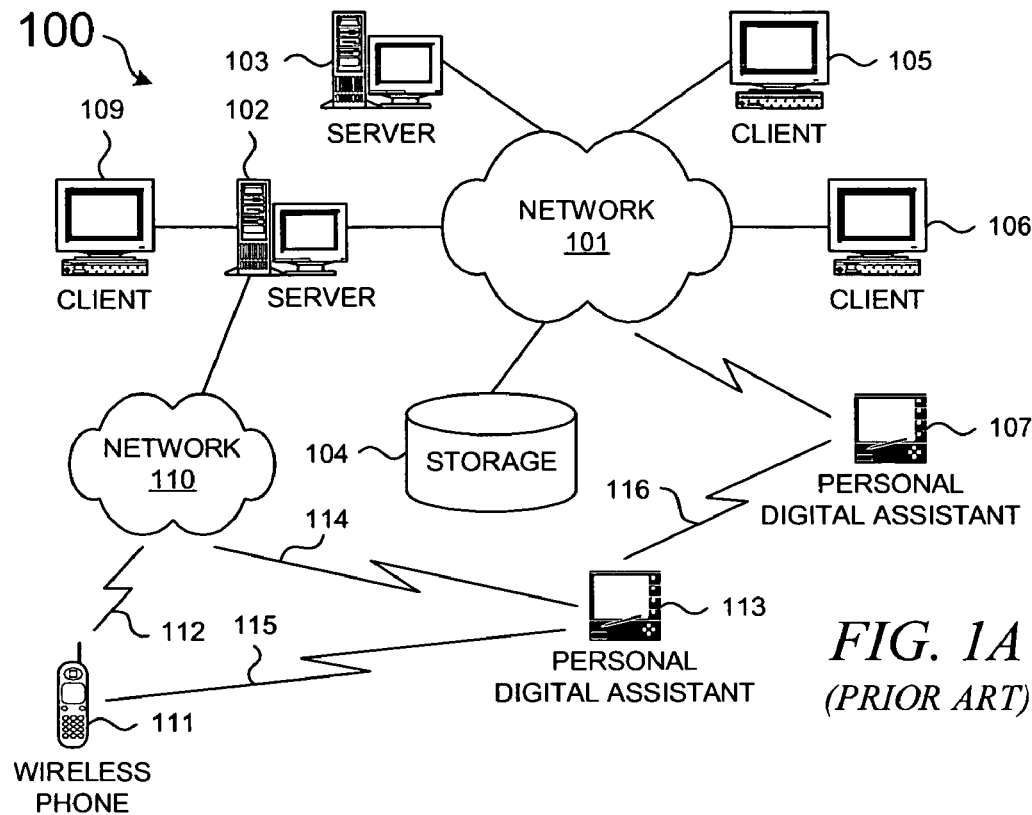 100
103
SERVER
105
CLIENT
109
102
CLIENT
SERVER
NETWORK
101
106
CLIENT
NETWORK
110
104
STORAGE
107
PERSONAL
DIGITAL ASSISTANT
116
114
113
PERSONAL
DIGITAL ASSISTANT
112
115
111
WIRELESS
PHONE
FIG. 1A
(PRIOR ART)